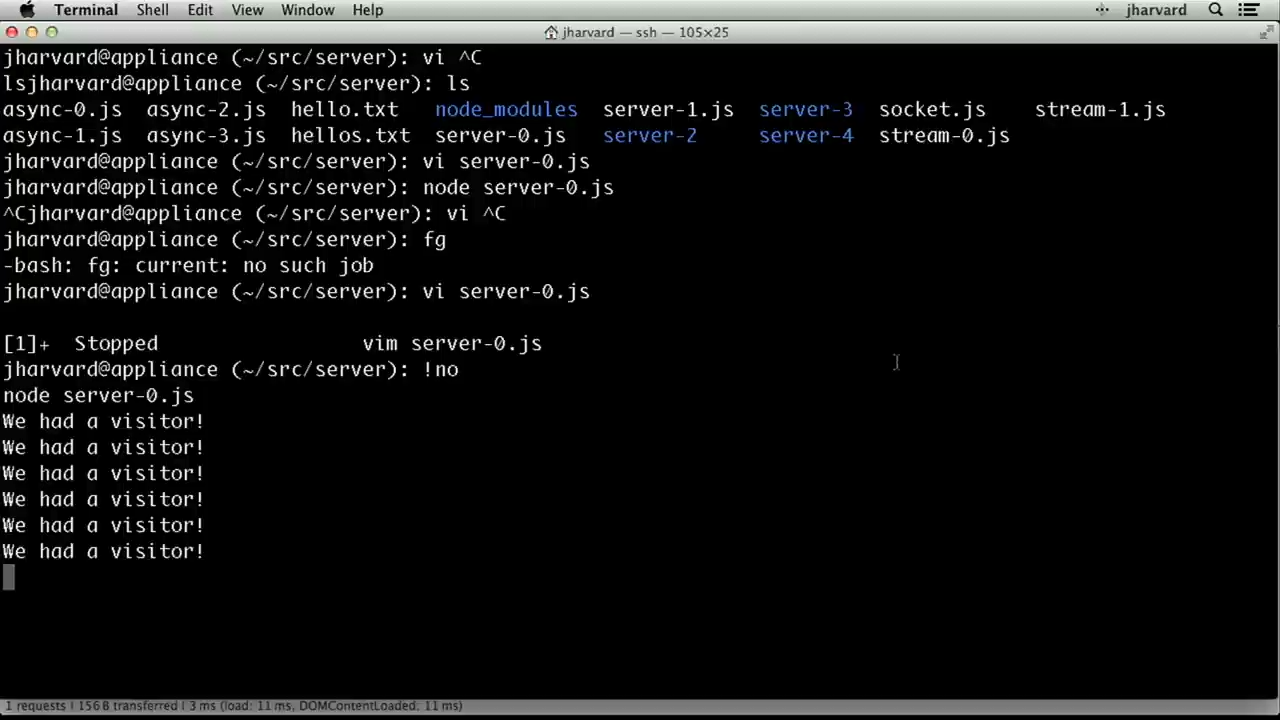 Terminal Shell Edit View Window Help jharvard
jharvard — ssh — 105×25
jharvard@appliance (~/src/server): vi ^C
lsjharvard@appliance (~/src/server): ls
async-0.js async-2.js hello.txt node_modules server-1.js server-3 socket.js stream-1.js
async-1.js async-3.js hellos.txt server-0.js server-2 server-4 stream-0.js
jharvard@appliance (~/src/server): vi server-0.js
jharvard@appliance (~/src/server): node server-0.js
^Cjharvard@appliance (~/src/server): vi ^C
jharvard@appliance (~/src/server): fg
-bash: fg: current: no such job
jharvard@appliance (~/src/server): vi server-0.js
[1]+ Stopped vim server-0.js
jharvard@appliance (~/src/server): !no
node server-0.js
We had a visitor!
We had a visitor!
We had a visitor!
We had a visitor!
We had a visitor!
We had a visitor!
1 requests | 156 B transferred | 3 ms (load: 11 ms, DOMContentLoaded: 11 ms)